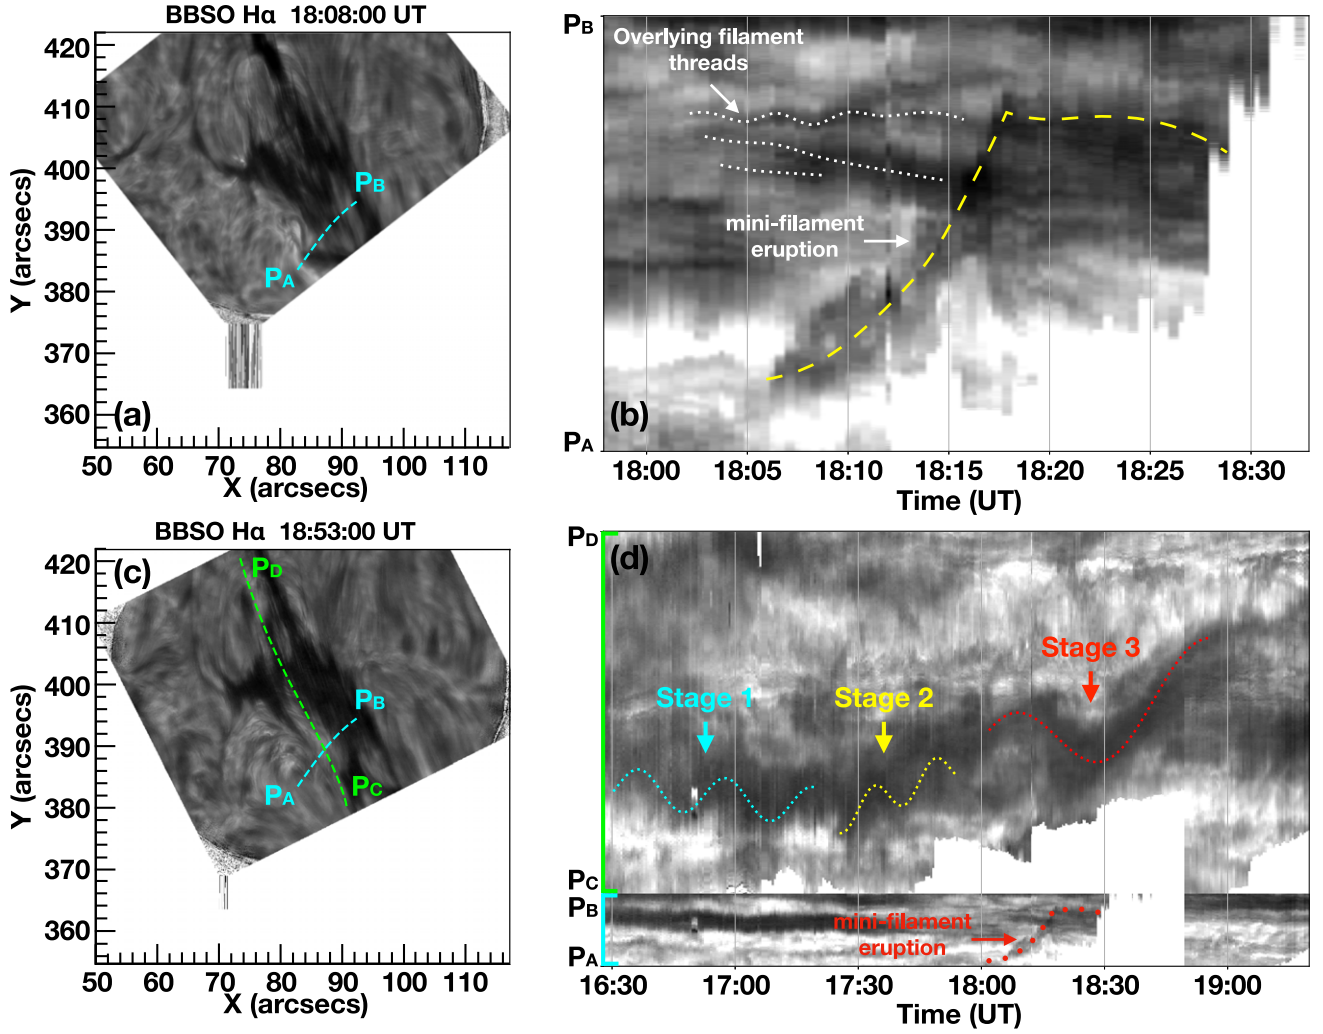 BBSO Hα 18:08:00 UT
420
410
400
390
380
370
360
Y (arcsecs)
PB
PA
(a)
50 60 70 80 90 100 110
X (arcsecs)
PB
Overlying filament
threads
mini-filament
eruption
(b)
PA
18:00 18:05 18:10 18:15 18:20 18:25 18:30
Time (UT)
BBSO Hα 18:53:00 UT
420
410
400
390
380
370
360
Y (arcsecs)
(c)
PD
PB
PA
PC
50 60 70 80 90 100 110
X (arcsecs)
PD
(d)
Stage 1
Stage 2
Stage 3
PC
PB
mini-filament
eruption
PA
16:30 17:00 17:30 18:00 18:30 19:00
Time (UT)